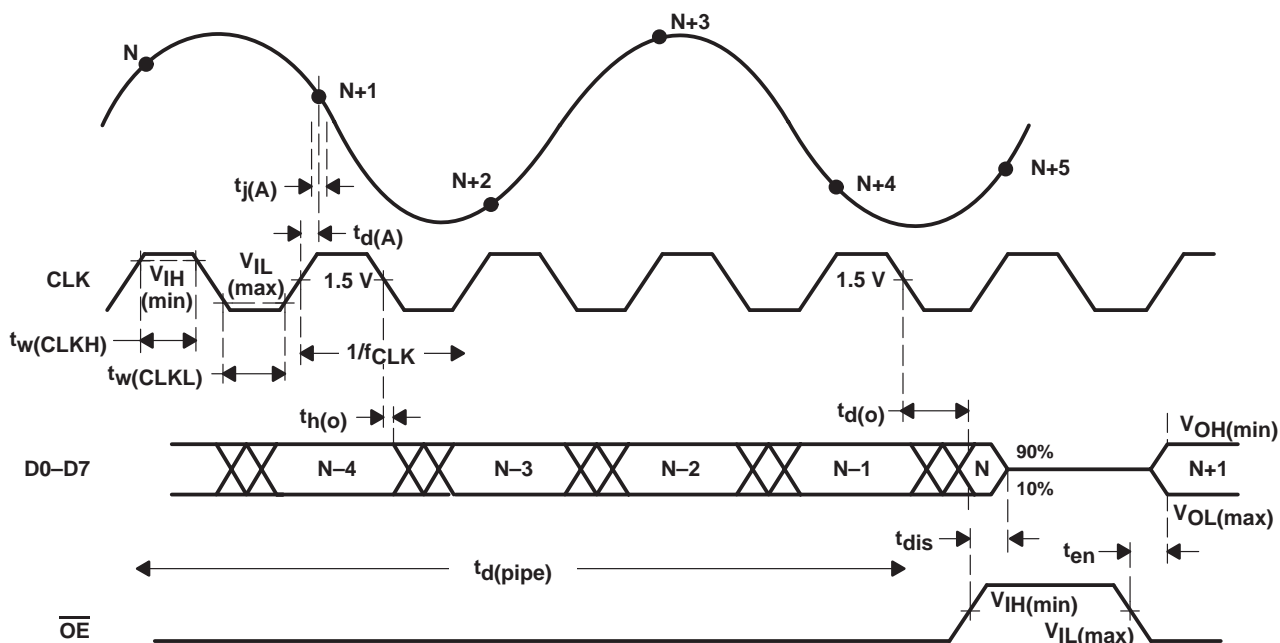 N+3
N
N+1
N+5
N+2
N+4
tj(A)
td(A)
CLK
VIH
(min)
VIL
(max)
1.5 V
1.5 V
tw(CLKH)
1/fCLK
tw(CLKL)
th(o)
td(o)
VOH(min)
D0–D7
N–4
N–3
N–2
N–1
N
90%
10%
N+1
VOL(max)
tdis
ten
td(pipe)
VIH(min)
OE
VIL(max)